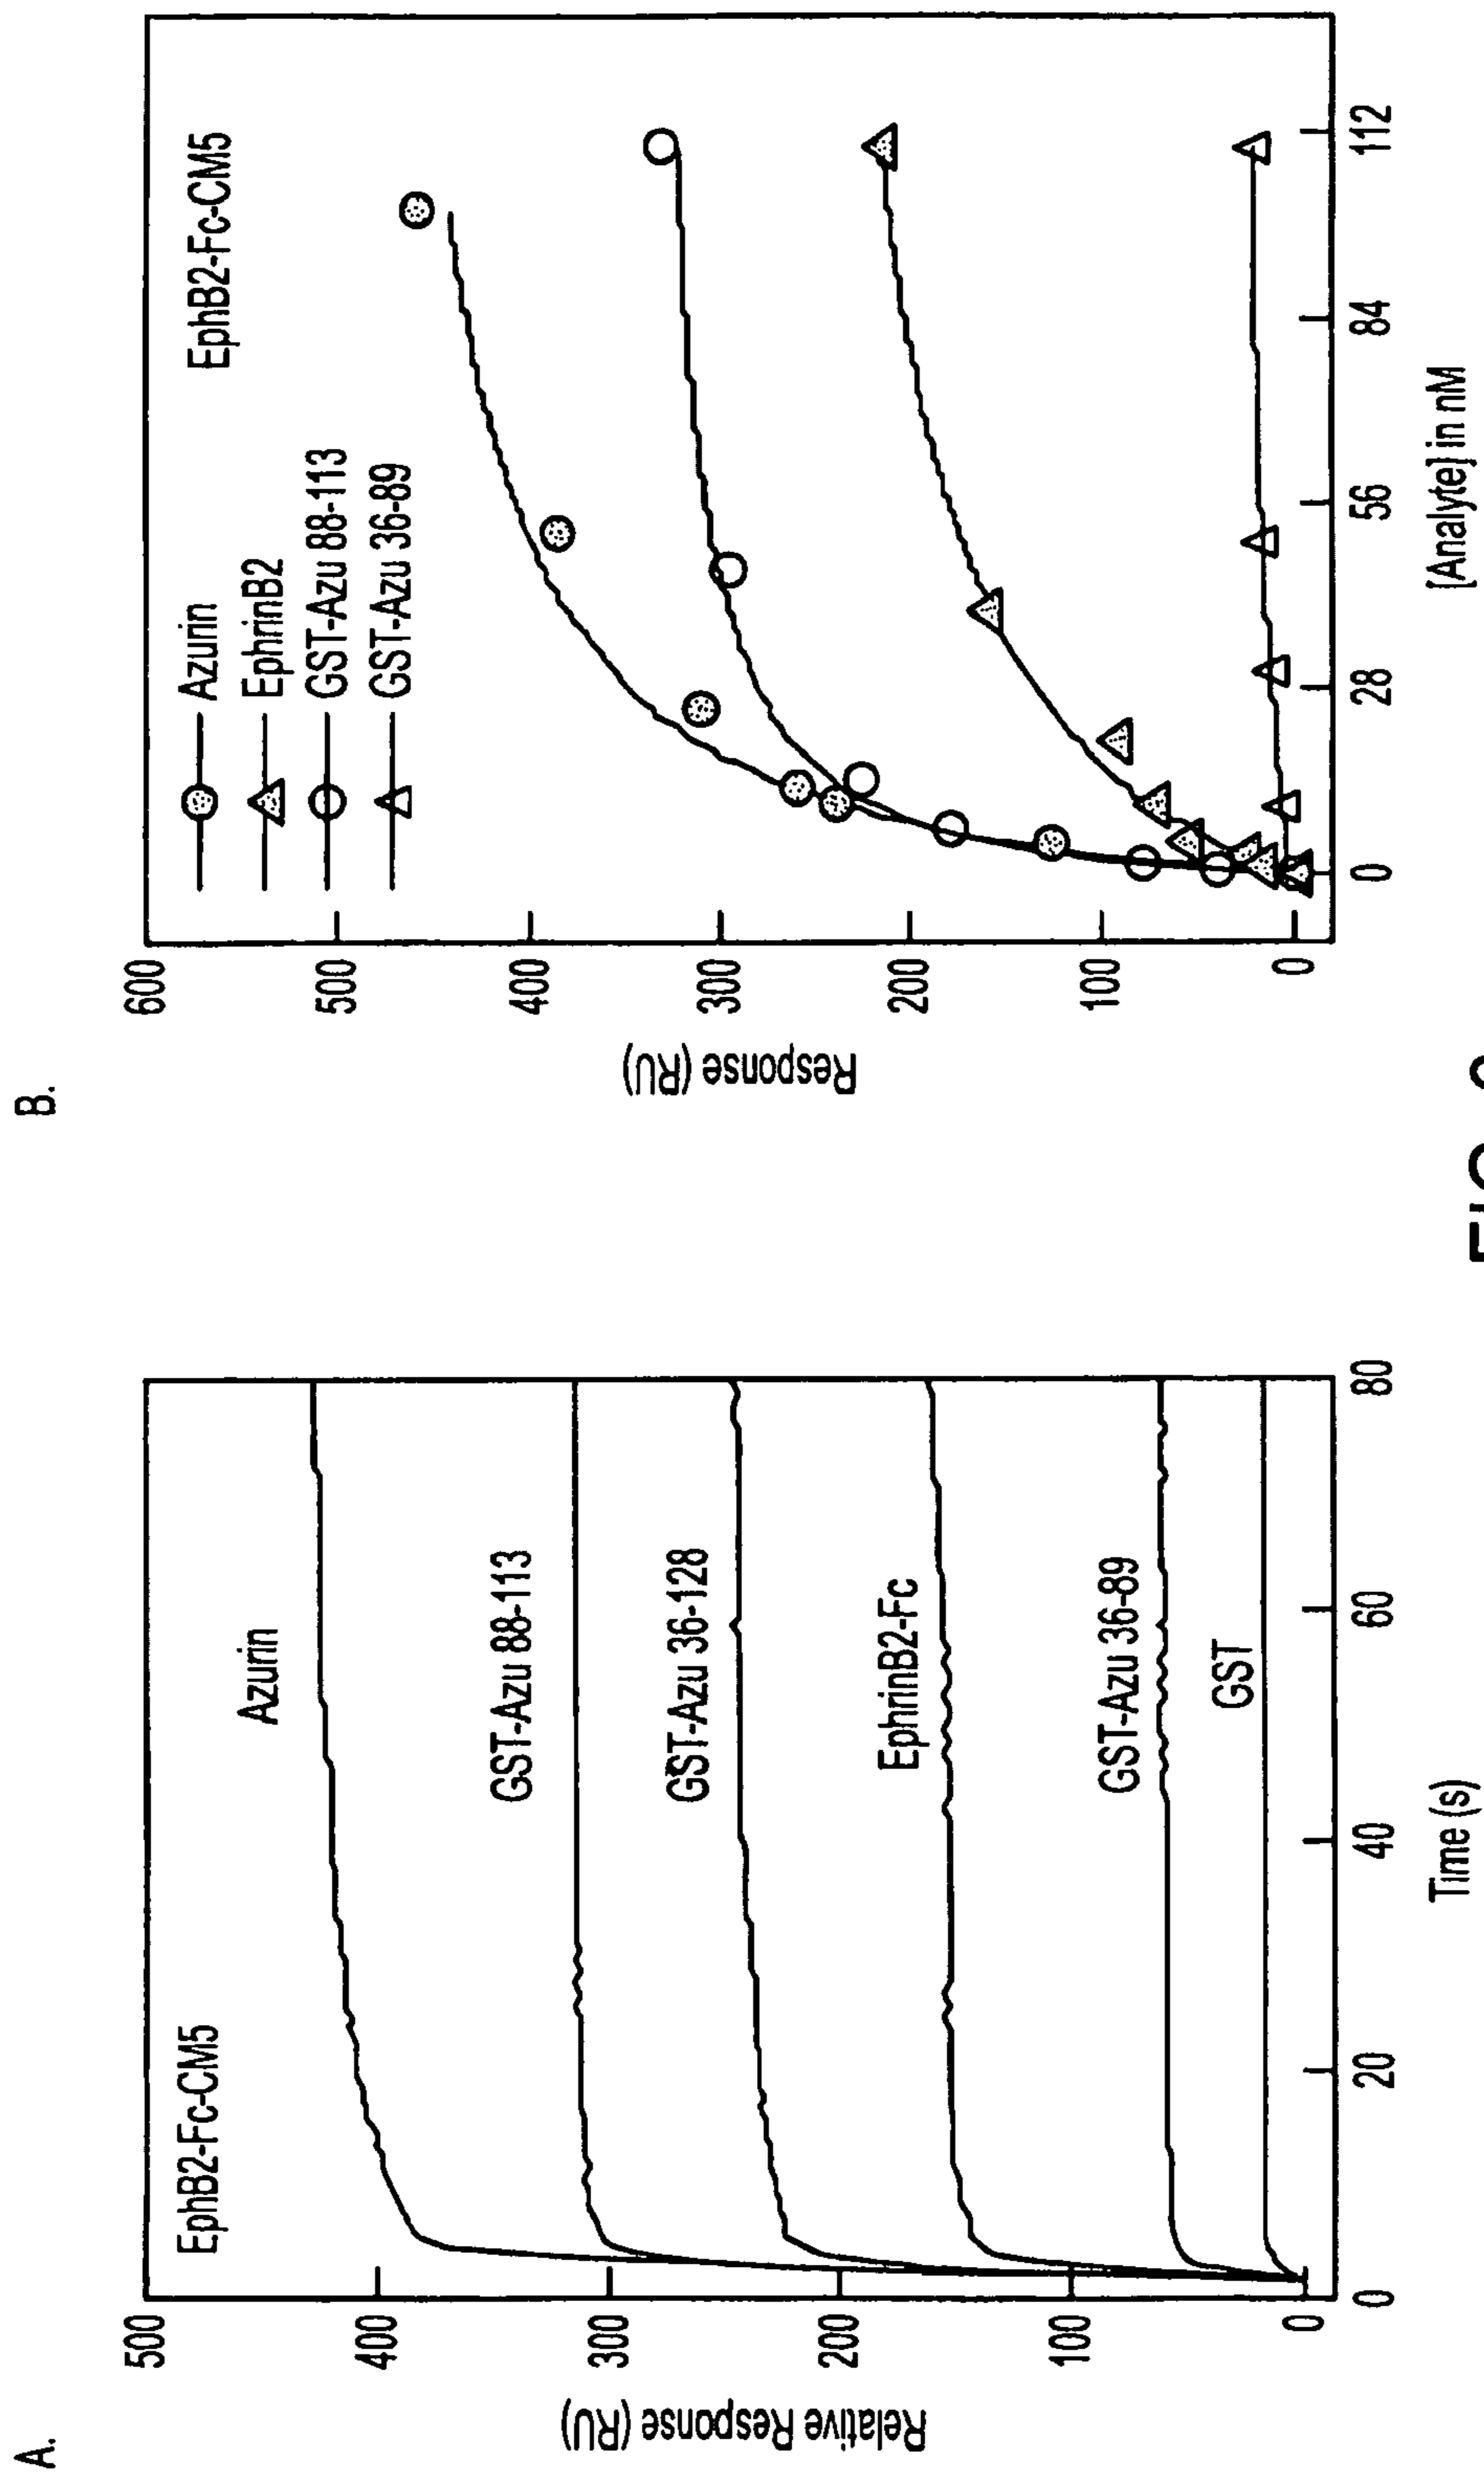 A.
EphB2-Fc-CM5
Relative Response (RU)
500
400
300
200
100
0
Azurin
GST-Azu 88-113
GST-Azu 36-128
EphrinB2-Fc
GST-Azu 36-89
GST
0 20 40 60 80
Time (s)
B.
EphB2-Fc-CM5
Azurin
EphrinB2
GST-Azu 88-113
GST-Azu 36-89
Response (RU)
600
500
400
300
200
100
0
0 28 56 84 112
[Analyte] in nM